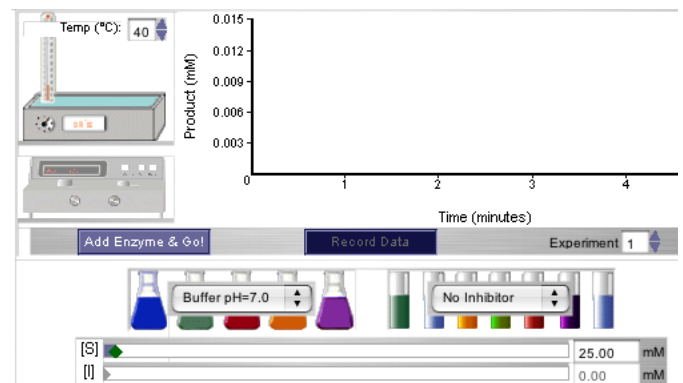 Temp (°C): 40
0.015
0.012
0.009
0.006
0.003
0
Product (mM)
1 2 3 4
Time (minutes)
Add Enzyme & Go!
Record Data
Experiment 1
Buffer pH=7.0
No Inhibitor
[S] 25.00 mM
[I] 0.00 mM